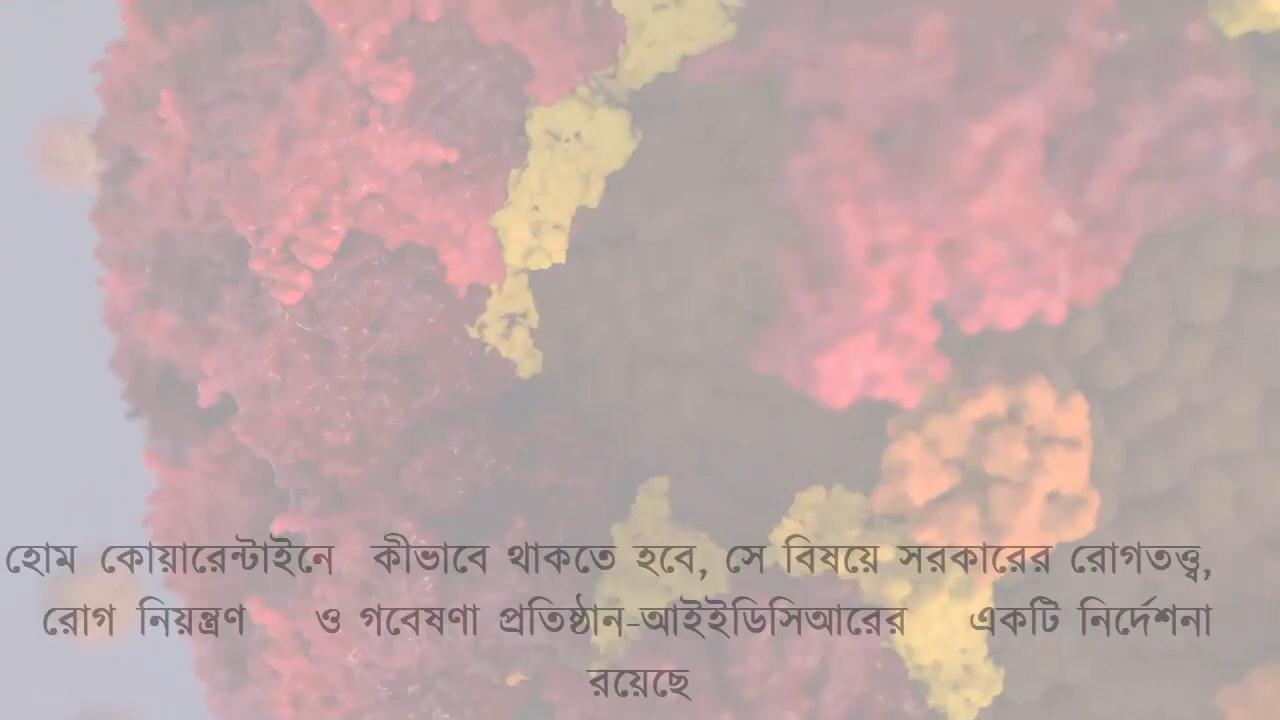 হোম কোয়ারেন্টাইনে কীভাবে থাকতে হবে, সে বিষয়ে সরকারের রোগতত্ত্ব,
রোগ নিয়ন্ত্রণ ও গবেষণা প্রতিষ্ঠান-আইইডিসিআরের একটি নির্দেশনা
রয়েছে